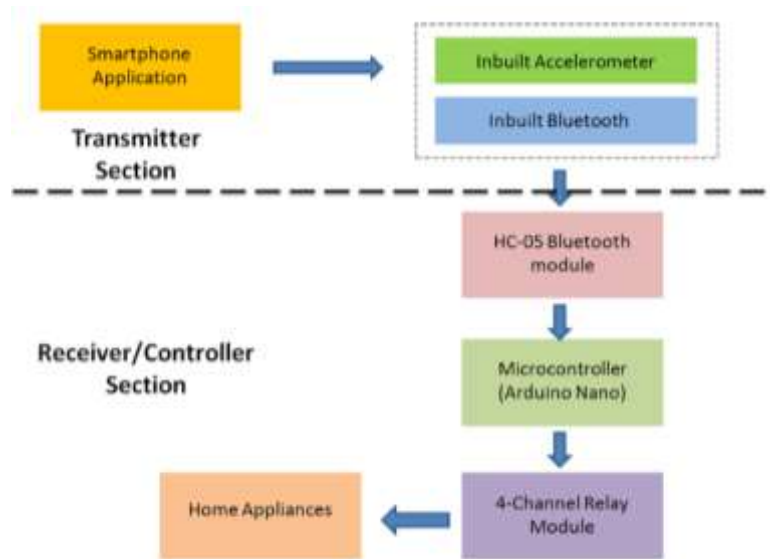 Smartphone
Application
Inbuilt Accelerometer
Inbuilt Bluetooth
Transmitter
Section
HC-05 Bluetooth
module
Receiver/Controller
Section
Microcontroller
(Arduino Nano)
Home Appliances
4-Channel Relay
Module